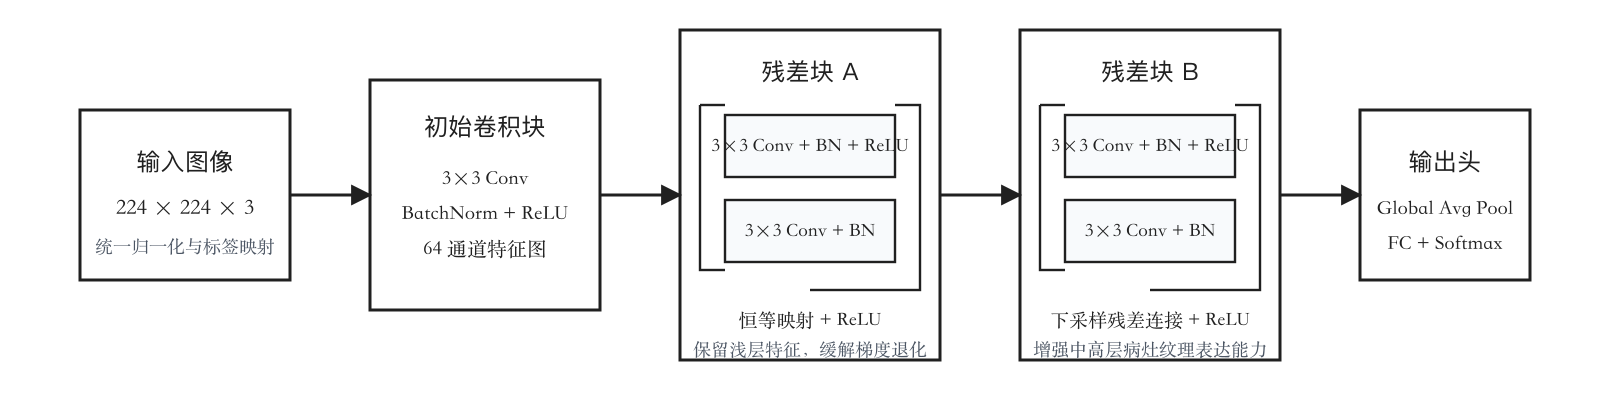 输入图像
224 × 224 × 3
统一归一化与标签映射
初始卷积块
3×3 Conv
BatchNorm + ReLU
64 通道特征图
残差块 A
3×3 Conv + BN + ReLU
3×3 Conv + BN
恒等映射 + ReLU
保留浅层特征，缓解梯度退化
残差块 B
3×3 Conv + BN + ReLU
3×3 Conv + BN
下采样残差连接 + ReLU
增强中高层病灶纹理表达能力
输出头
Global Avg Pool
FC + Softmax